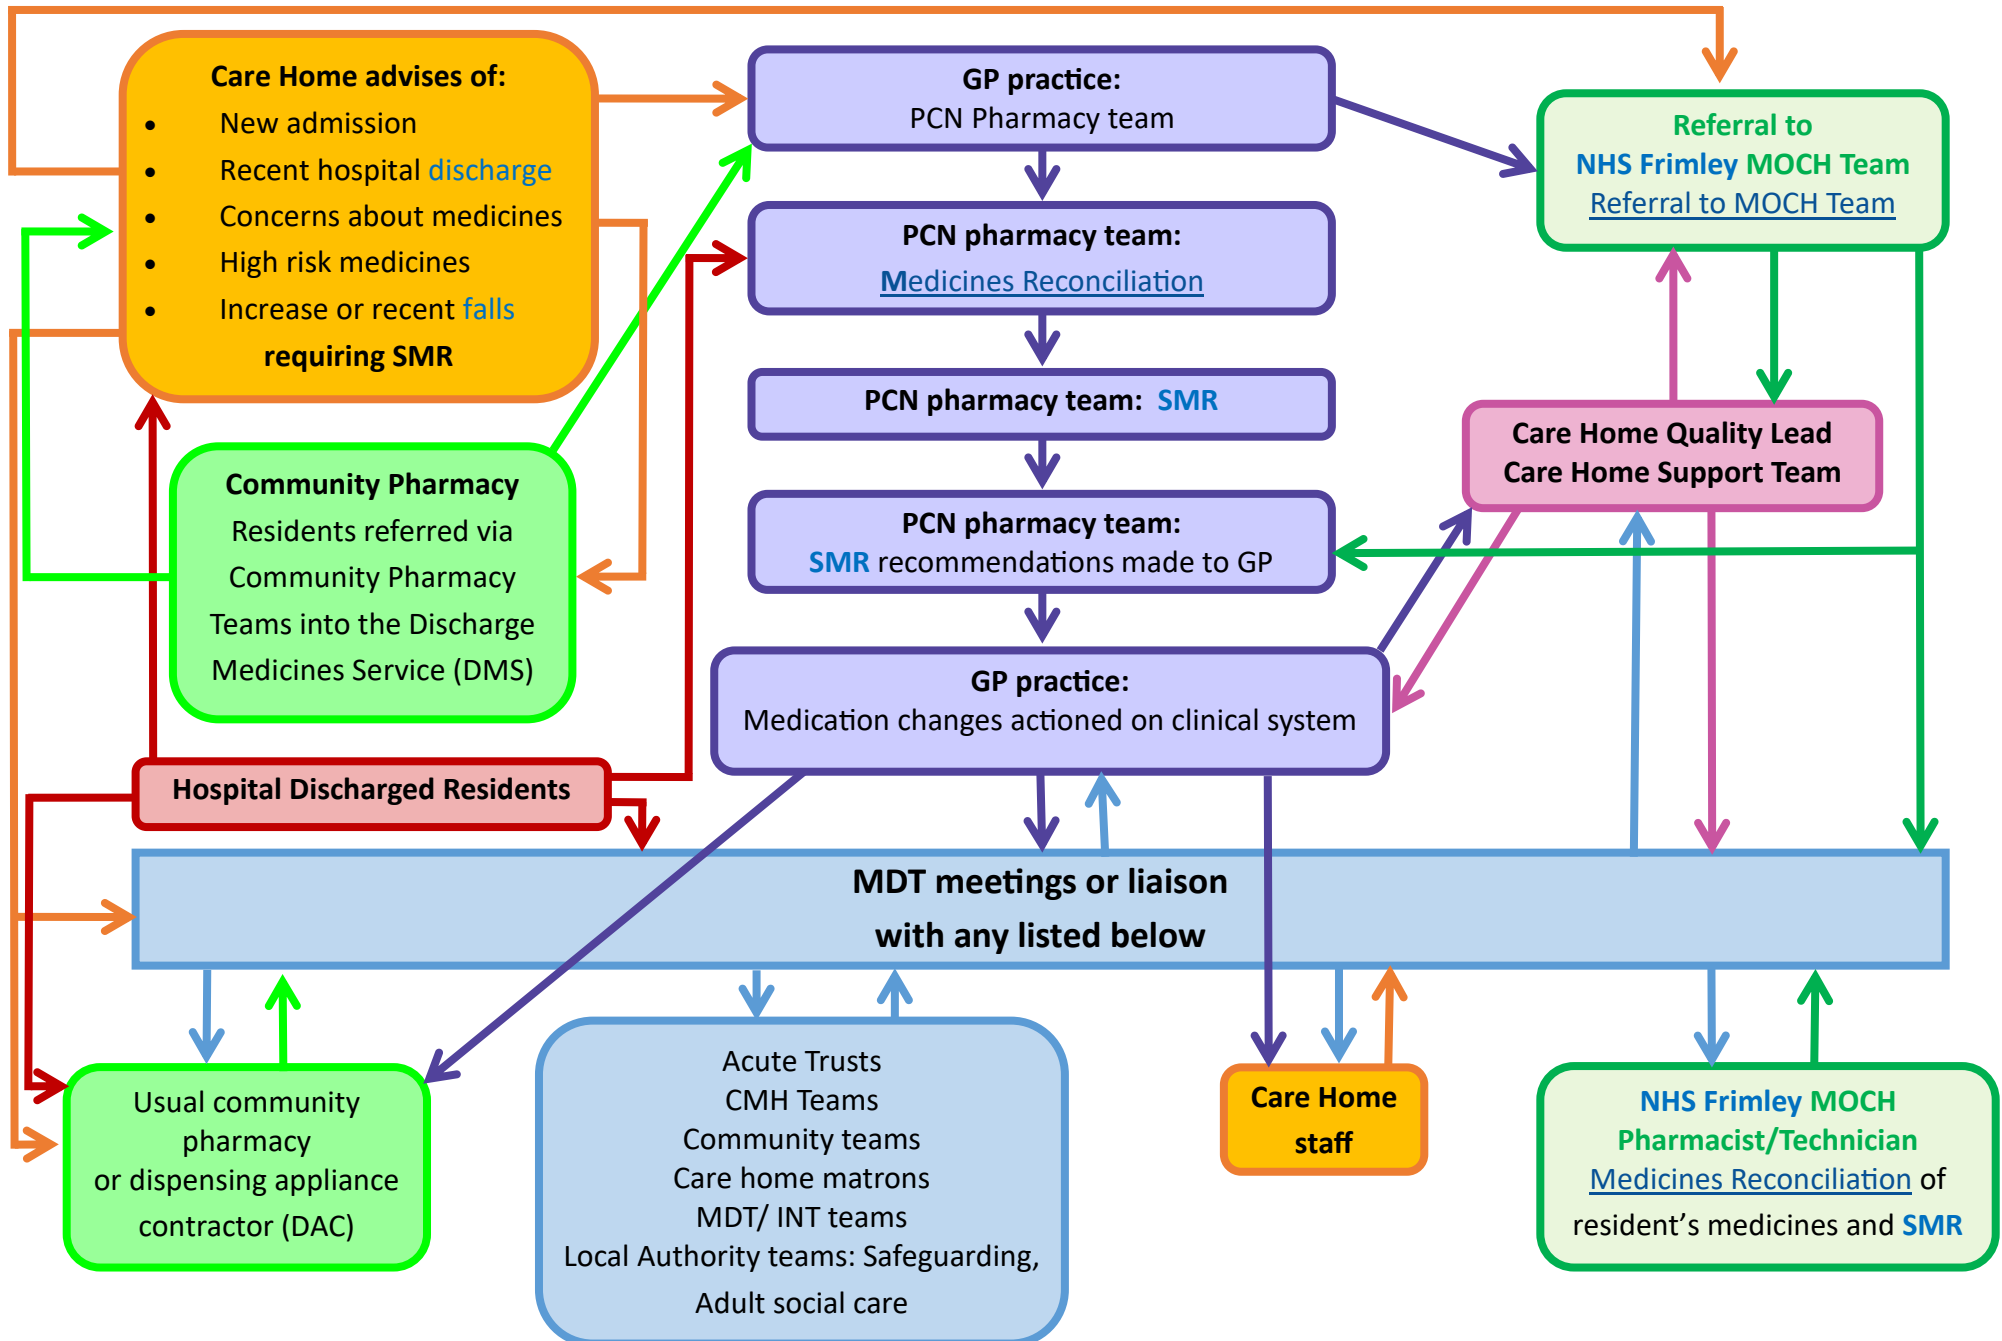 Care Home advises of:
• New admission
• Recent hospital discharge
• Concerns about medicines
• High risk medicines
• Increase or recent falls
requiring SMR
GP practice:
PCN Pharmacy team
Referral to
NHS Frimley MOCH Team
Referral to MOCH Team
PCN pharmacy team:
Medicines Reconciliation
PCN pharmacy team: SMR
Care Home Quality Lead
Care Home Support Team
Community Pharmacy
Residents referred via
Community Pharmacy
Teams into the Discharge
Medicines Service (DMS)
PCN pharmacy team:
SMR recommendations made to GP
GP practice:
Medication changes actioned on clinical system
Hospital Discharged Residents
MDT meetings or liaison
with any listed below
Usual community
pharmacy
or dispensing appliance
contractor (DAC)
Acute Trusts
CMH Teams
Community teams
Care home matrons
MDT/ INT teams
Local Authority teams: Safeguarding,
Adult social care
Care Home
staff
NHS Frimley MOCH
Pharmacist/Technician
Medicines Reconciliation of
resident’s medicines and SMR